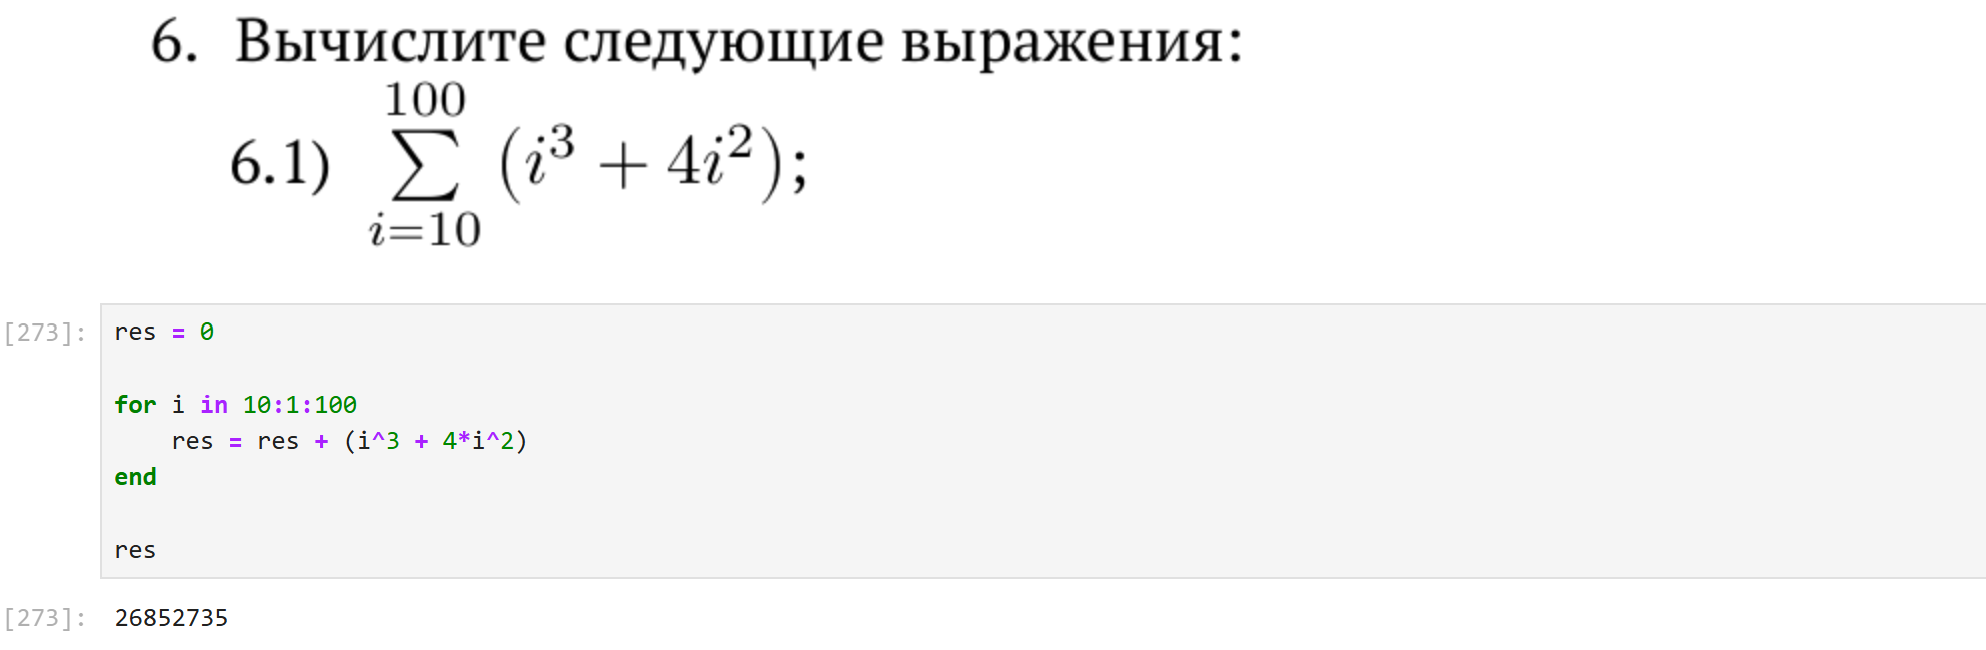 6. Вычислите следующие выражения:
100
6.1) ∑ (i³ + 4i²);
i=10
[273]: res = 0
for i in 10:1:100
    res = res + (i^3 + 4*i^2)
end
res
[273]: 26852735